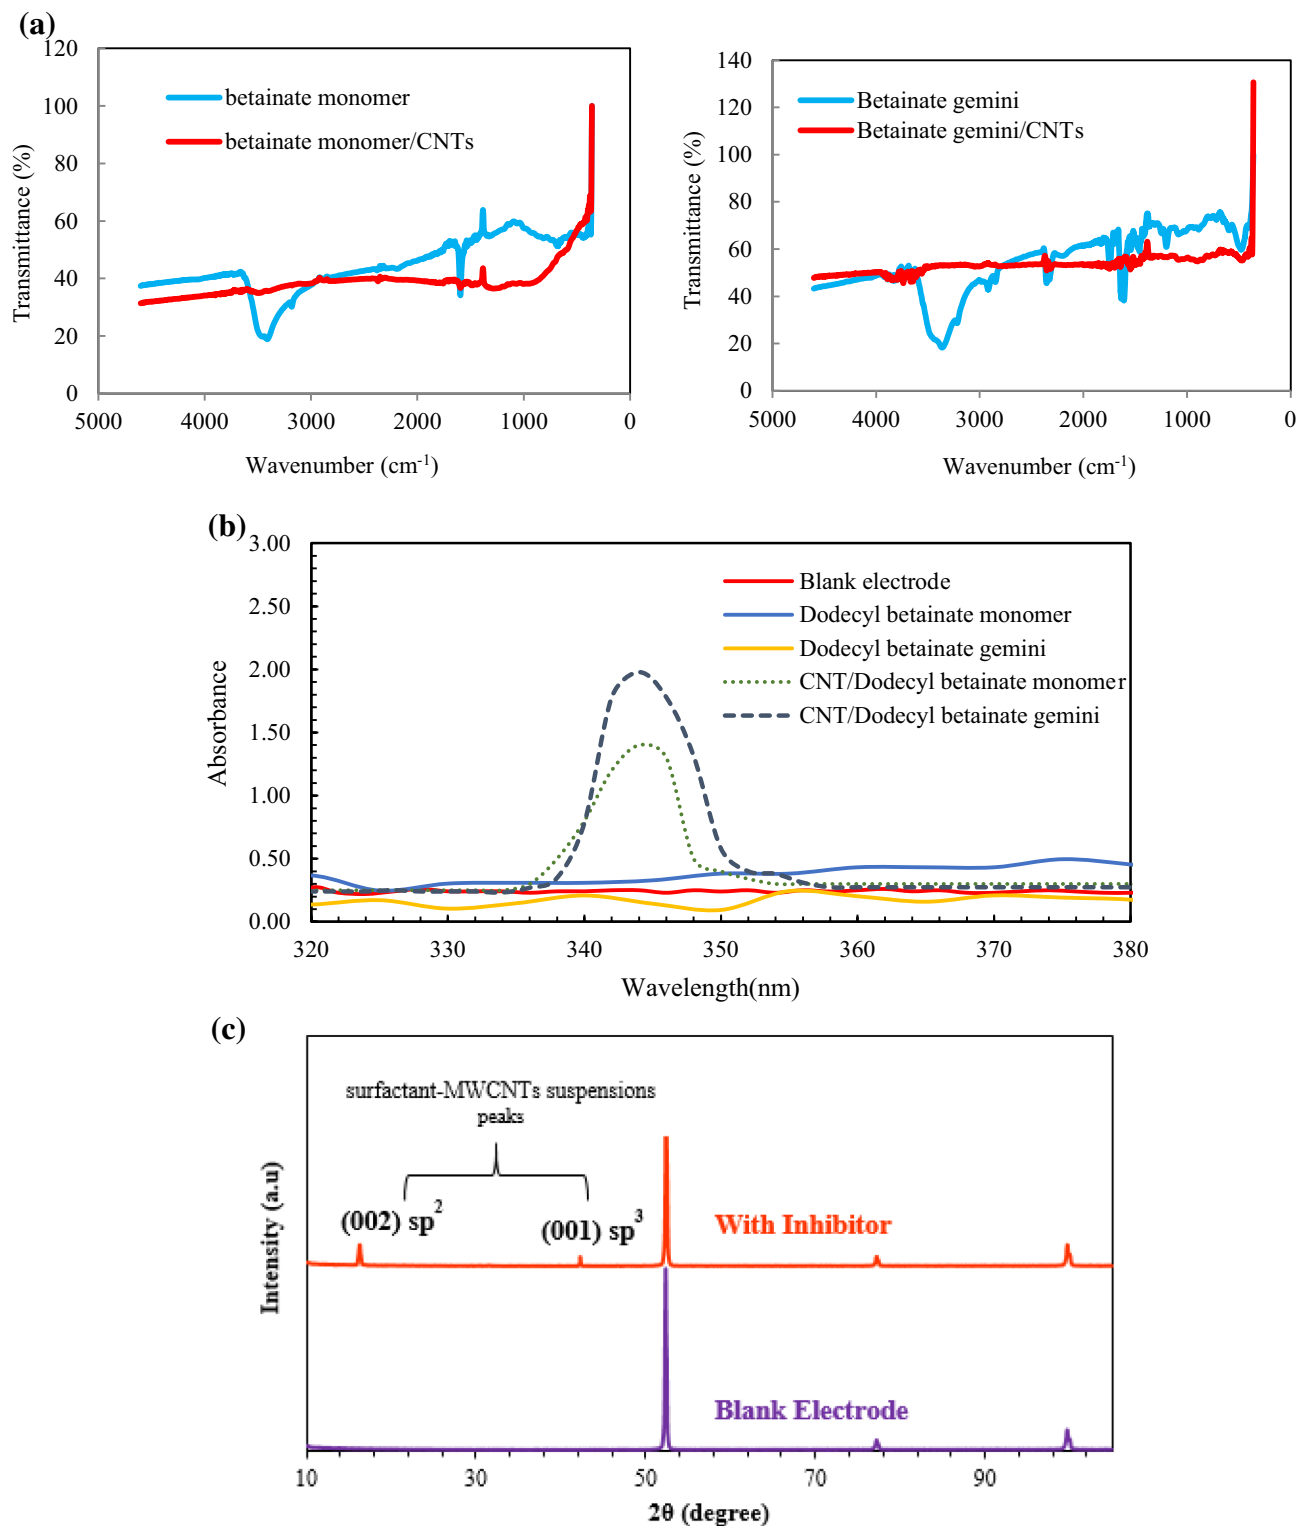 (a)
120
100
80
60
40
20
0
Transmittance (%)
betainate monomer
betainate monomer/CNTs
5000 4000 3000 2000 1000 0
Wavenumber (cm-1)
140
120
100
80
60
40
20
0
Transmittance (%)
Betainate gemini
Betainate gemini/CNTs
5000 4000 3000 2000 1000 0
Wavenumber (cm-1)
(b)
3.00
2.50
2.00
1.50
1.00
0.50
0.00
Absorbance
Blank electrode
Dodecyl betainate monomer
Dodecyl betainate gemini
CNT/Dodecyl betainate monomer
CNT/Dodecyl betainate gemini
320 330 340 350 360 370 380
Wavelength(nm)
(c)
Intensity (a.u)
surfactant-MWCNTs suspensions
peaks
(002) sp2
(001) sp3
With Inhibitor
Blank Electrode
10 30 50 70 90
2θ (degree)